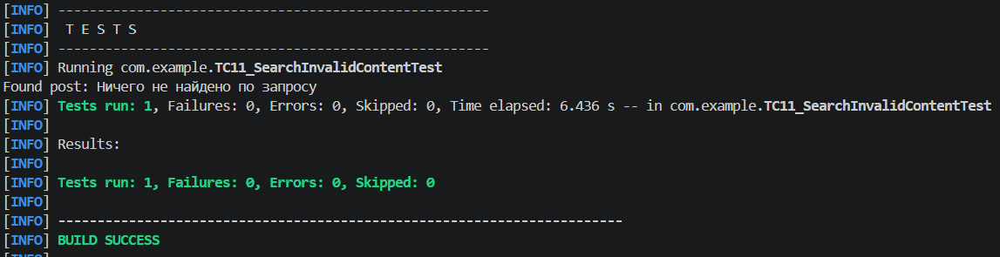 [INFO] -------------------------------------------------------
[INFO]  T E S T S
[INFO] -------------------------------------------------------
[INFO] Running com.example.TC11_SearchInvalidContentTest
Found post: Ничего не найдено по запросу
[INFO] Tests run: 1, Failures: 0, Errors: 0, Skipped: 0, Time elapsed: 6.436 s -- in com.example.TC11_SearchInvalidContentTest
[INFO]
[INFO] Results:
[INFO]
[INFO] Tests run: 1, Failures: 0, Errors: 0, Skipped: 0
[INFO]
[INFO] ------------------------------------------------------------------------
[INFO] BUILD SUCCESS